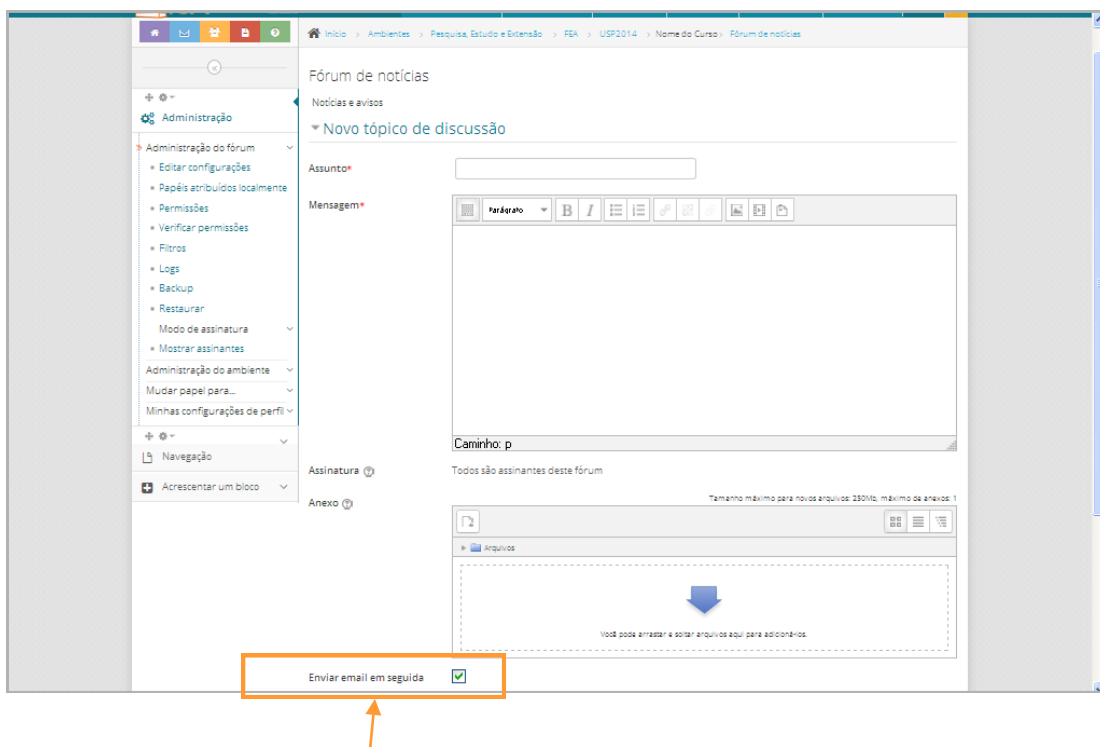 Início > Ambientes > Pesquisa, Estudo e Extensão > FEA > USP2014 > Nome do Curso > Fórum de notícias
Fórum de notícias
Notícias e avisos
Novo tópico de discussão
Administração
Administração do fórum
Editar configurações
Papéis atribuídos localmente
Permissões
Verificar permissões
Filtros
Logs
Backup
Restaurar
Modo de assinatura
Mostrar assinantes
Administração do ambiente
Mudar papel para...
Minhas configurações de perfil
Navegação
Acrescentar um bloco
Assunto*
Mensagem*
Parágrafo
B I
Caminho: p
Assinatura
Todos são assinantes deste fórum
Anexo
Tamanho máximo para novos arquivos: 250Mb, máximo de anexos: 1
Arquivos
Você pode arrastar e soltar arquivos aqui para adicioná-los.
Enviar email em seguida